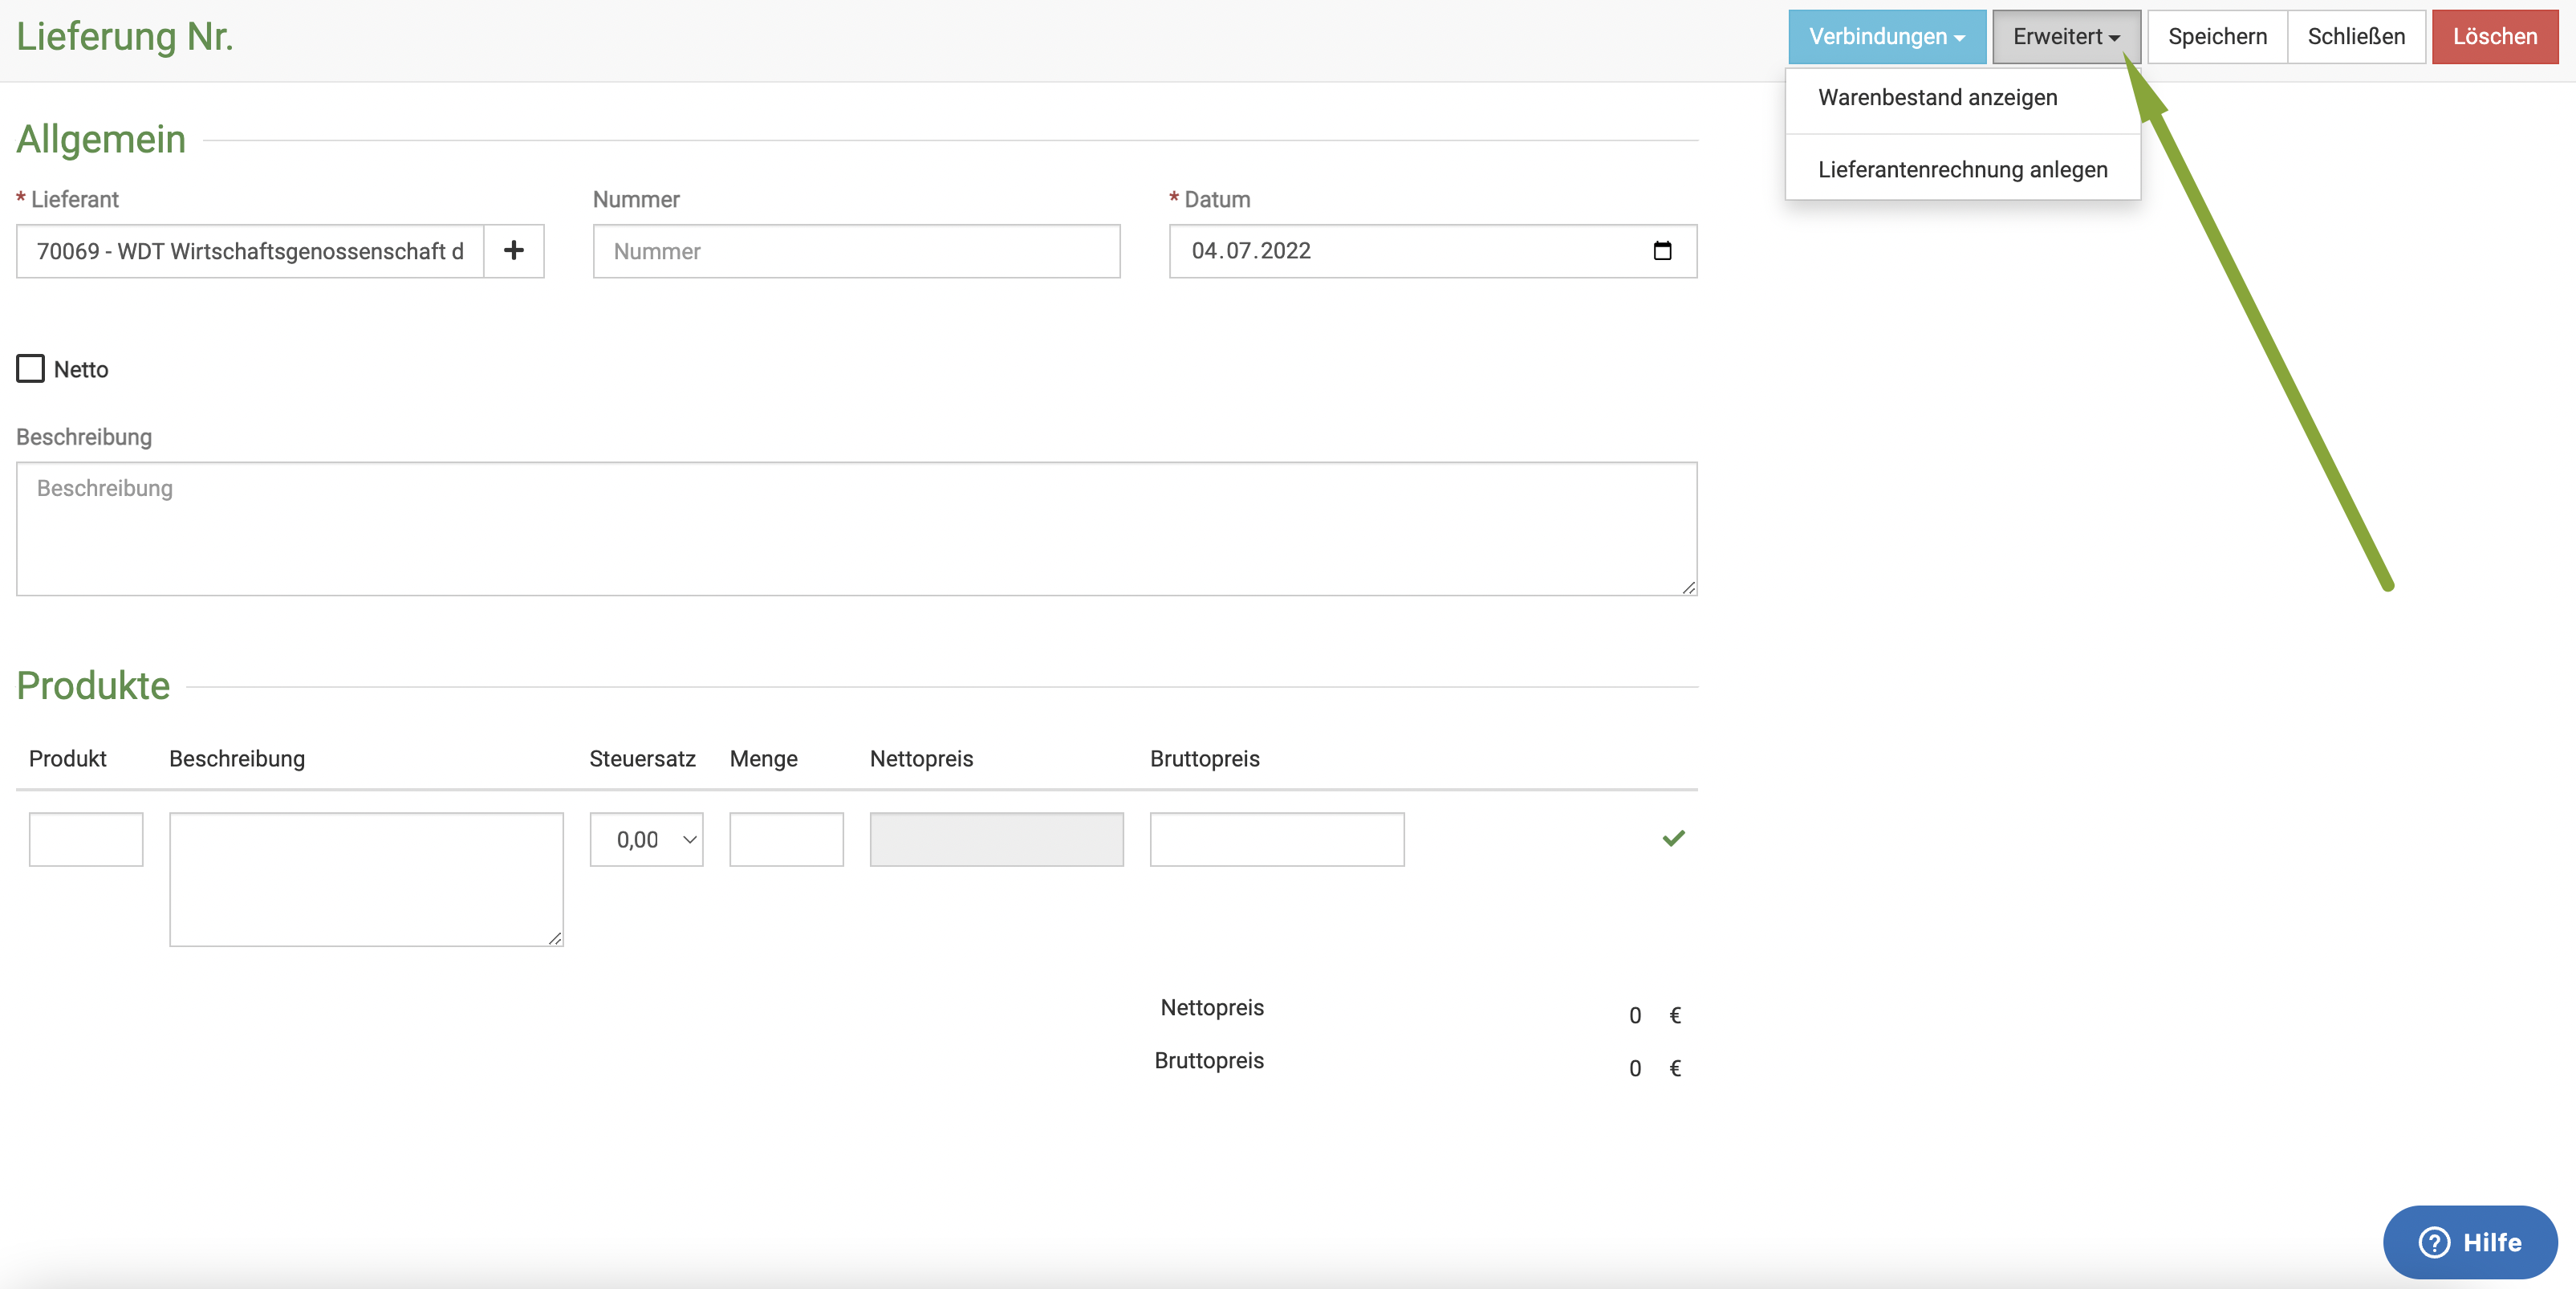 Lieferung Nr.
Verbindungen Erweitert Speichern Schließen Löschen
Warenbestand anzeigen
Lieferantenrechnung anlegen
Allgemein
* Lieferant Nummer * Datum
70069 - WDT Wirtschaftsgenossenschaft d + Nummer 04.07.2022
Netto
Beschreibung
Beschreibung
Produkte
Produkt Beschreibung Steuersatz Menge Nettopreis Bruttopreis
0,00
Nettopreis 0 €
Bruttopreis 0 €
? Hilfe